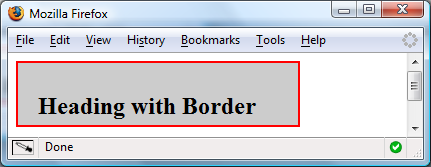 Mozilla Firefox
File Edit View History Bookmarks Tools Help
Heading with Border
Done